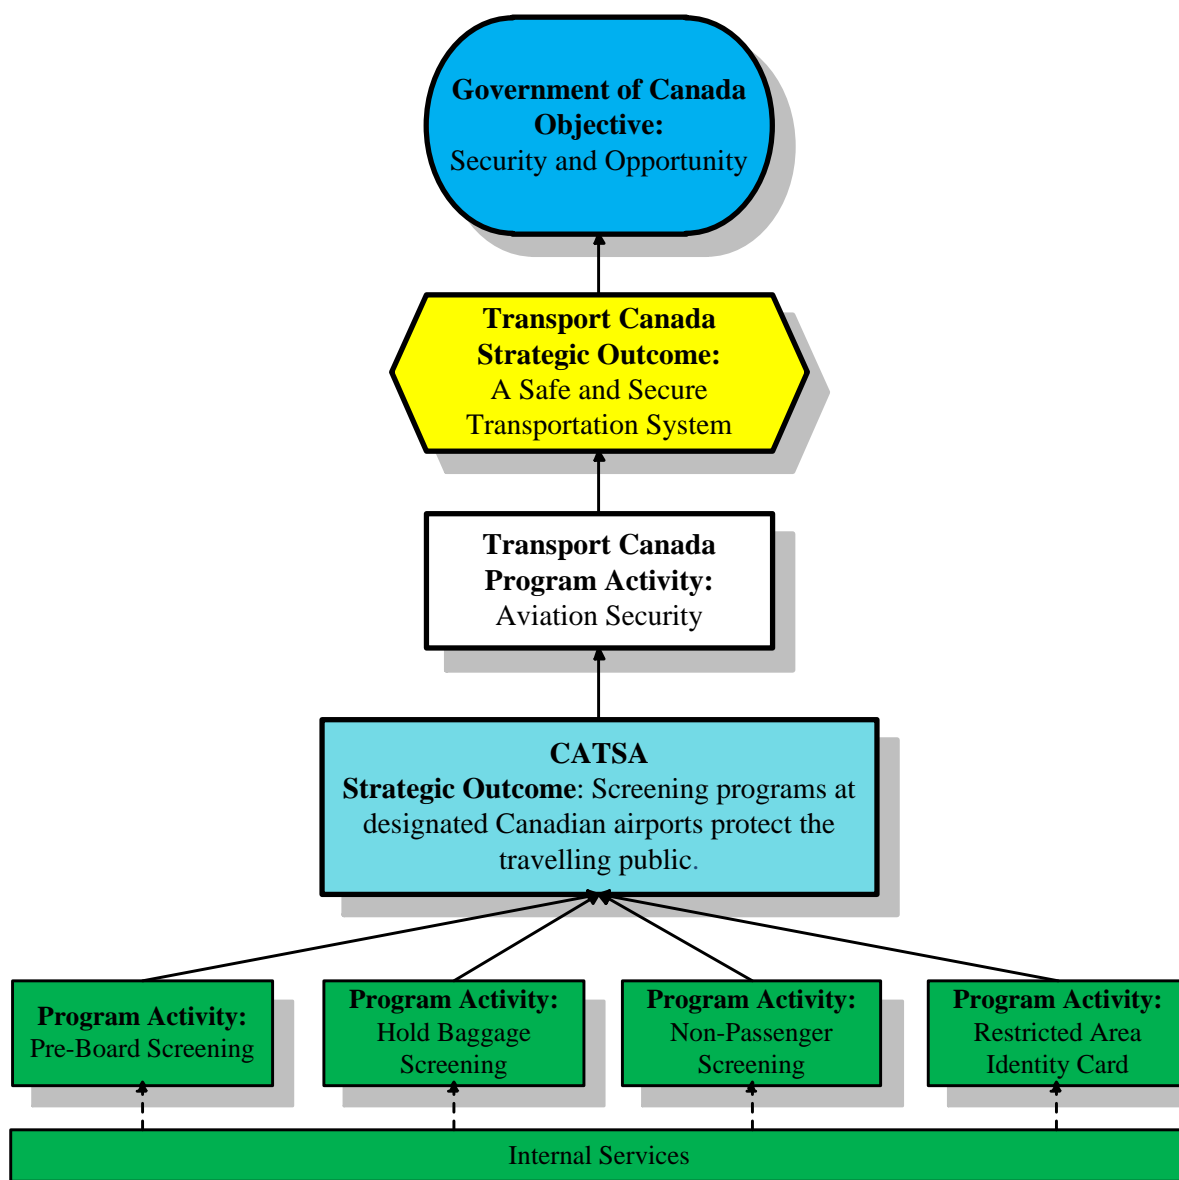 Government of Canada
Objective:
Security and Opportunity
Transport Canada
Strategic Outcome:
A Safe and Secure
Transportation System
Transport Canada
Program Activity:
Aviation Security
CATSA
Strategic Outcome: Screening programs at
designated Canadian airports protect the
travelling public.
Program Activity:
Pre-Board Screening
Program Activity:
Hold Baggage
Screening
Program Activity:
Non-Passenger
Screening
Program Activity:
Restricted Area
Identity Card
Internal Services